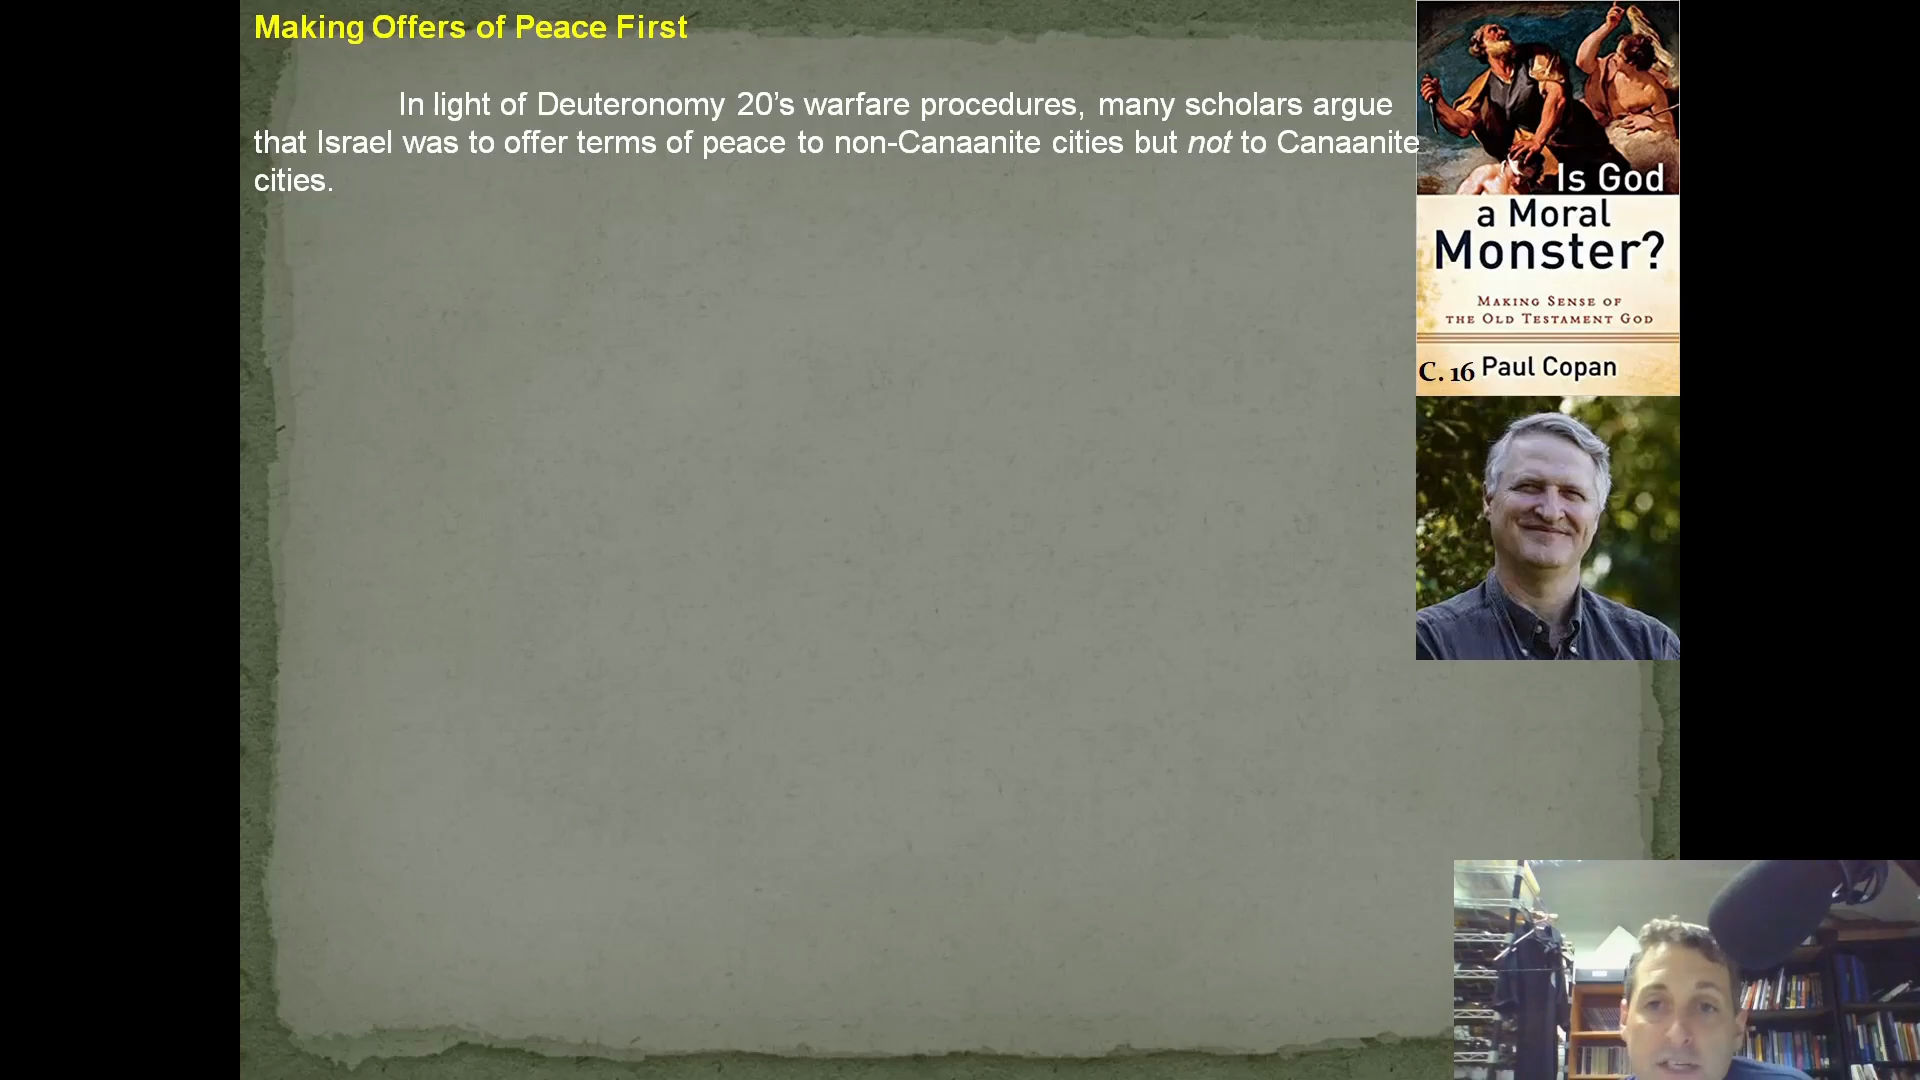 Making Offers of Peace First
In light of Deuteronomy 20’s warfare procedures, many scholars argue
that Israel was to offer terms of peace to non-Canaanite cities but not to Canaanite
cities.
Is God
a Moral
Monster?
MAKING SENSE OF
THE OLD TESTAMENT GOD
C. 16 Paul Copan